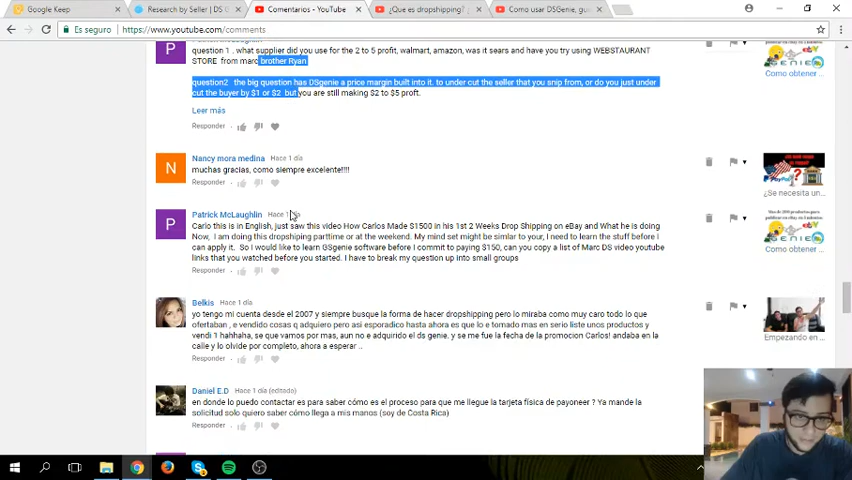 Google Keep
Research by Seller | DS
Comentarios - YouTube
¿Que es dropshipping?
Como usar DSGenie, gui
Es seguro
https://www.youtube.com/comments
question 1 . what supplier did you use for the 2 to 5 profit, walmart, amazon, was it sears and have you try using WEBSTAURANT
STORE from marc brother Ryan
question2 the big question has DSgenie a price margin built into it. to under cut the seller that you snip from, or do you just under
cut the buyer by $1 or $2 but you are still making $2 to $5 profit.
Como obtener
Leer más
Responder
Nancy mora medina Hace 1 día
muchas gracias, como siempre excelente!!!!
Responder
¿Se necesita un
Patrick McLaughlin Hace 1 día
Carlo this is in English, just saw this video How Carlos Made $1500 in his 1st 2 Weeks Drop Shipping on eBay and What he is doing
Now, I am doing this dropshiping parttime or at the weekend. My mind set might be simlar to your, I need to learn the stuff before I
can apply it. So I would like to learn GSgenie software before I commit to paying $150, can you copy a list of Marc DS video youtube
links that you watched before you started. I have to break my question up into small groups
Como obtener
Responder
Belkis Hace 1 día
yo tengo mi cuenta desde el 2007 y siempre busque la forma de hacer dropshipping pero lo miraba como muy caro todo lo que
ofertaban , e vendido cosas q adquiero pero asi esporadico hasta ahora es que lo e tomado mas en serio liste unos productos y
vendi 1 hahhaha, se que vamos por mas, aun no e adquirido el ds genie. y se me fue la fecha de la promocion Carlos! andaba en la
calle y lo olvide por completo, ahora a esperar ..
Empezando en
Responder
Daniel E.D Hace 1 día (editado)
en donde lo puedo contactar es para saber cómo es el proceso para que me llegue la tarjeta física de payoneer ? Ya mande la
solicitud solo quiero saber cómo llega a mis manos (soy de Costa Rica)
Responder